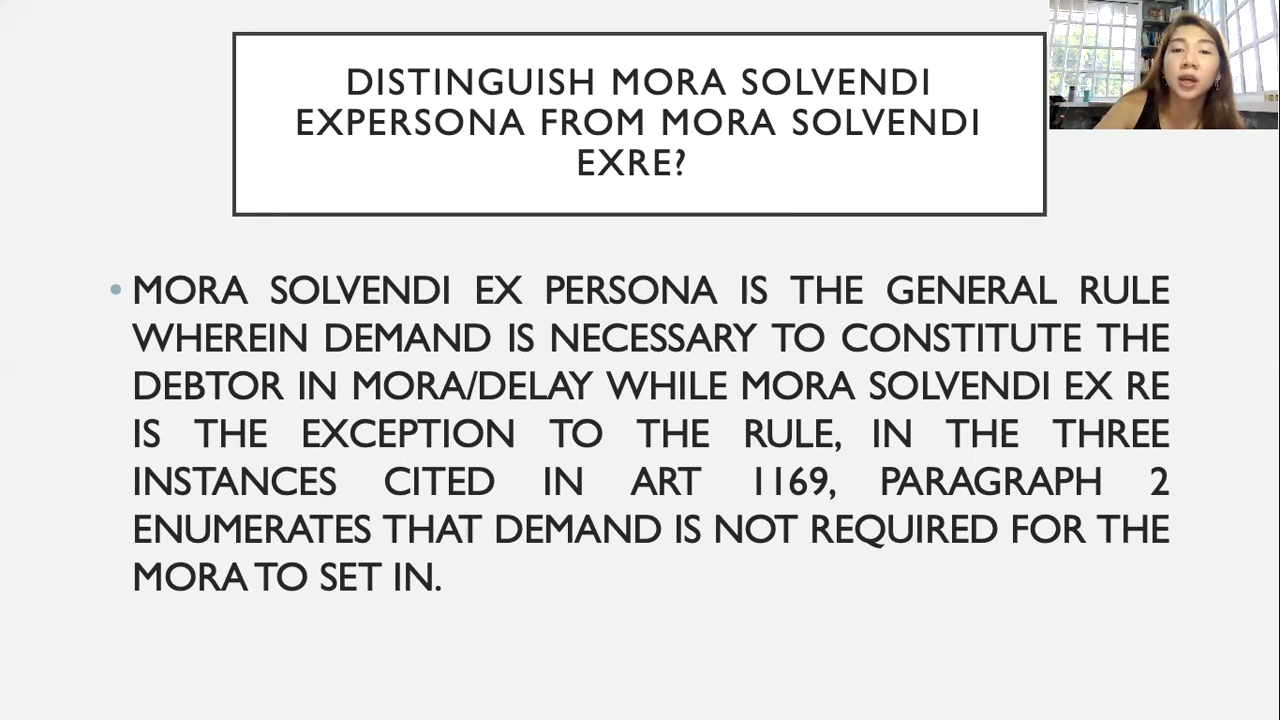 DISTINGUISH MORA SOLVENDI
EXPERSONA FROM MORA SOLVENDI
EXRE?
• MORA SOLVENDI EX PERSONA IS THE GENERAL RULE
WHEREIN DEMAND IS NECESSARY TO CONSTITUTE THE
DEBTOR IN MORA/DELAY WHILE MORA SOLVENDI EX RE
IS THE EXCEPTION TO THE RULE, IN THE THREE
INSTANCES CITED IN ART 1169, PARAGRAPH 2
ENUMERATES THAT DEMAND IS NOT REQUIRED FOR THE
MORA TO SET IN.